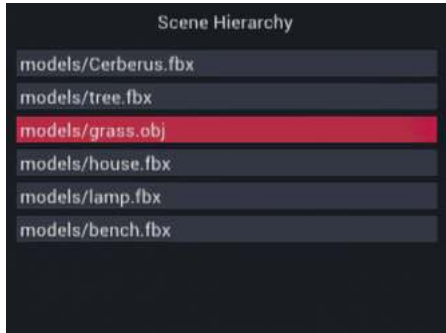 Scene Hierarchy
models/Cerberus.fbx
models/tree.fbx
models/grass.obj
models/house.fbx
models/lamp.fbx
models/bench.fbx